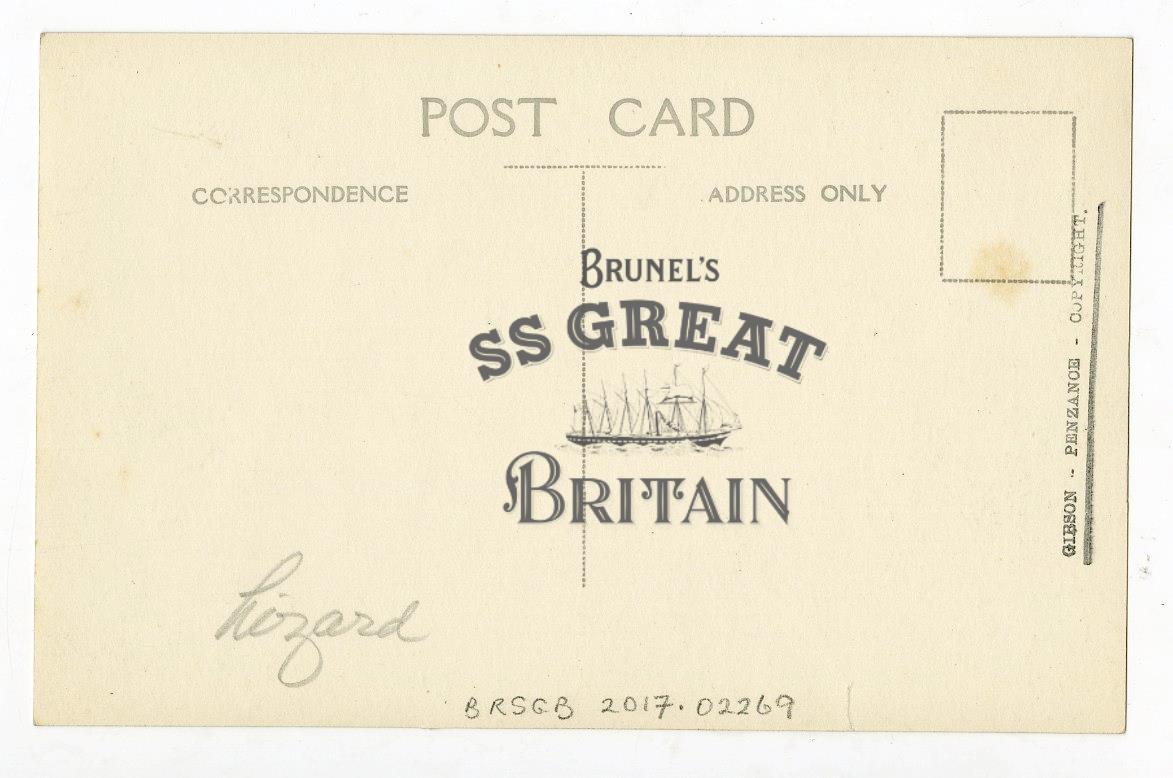 POST CARD
CORRESPONDENCE
ADDRESS ONLY
BRUNEL'S
SS GREAT
BRITAIN
GIBSON - PENZANCE - COPYRIGHT.
Lizard
BRSGB 2017.02269